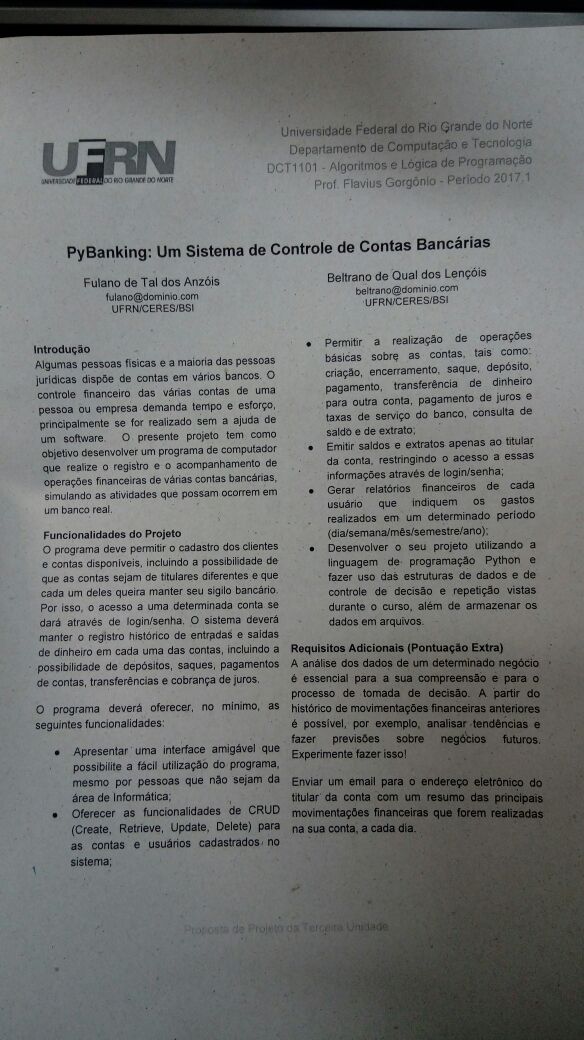 UFRN
UNIVERSIDADE FEDERAL DO RIO GRANDE DO NORTE
Universidade Federal do Rio Grande do Norte
Departamento de Computação e Tecnologia
DCT1101 - Algoritmos e Lógica de Programação
Prof. Flavius Gorgônio - Período 2017.1
PyBanking: Um Sistema de Controle de Contas Bancárias
Fulano de Tal dos Anzóis
fulano@dominio.com
UFRN/CERES/BSI
Beltrano de Qual dos Lençóis
beltrano@dominio.com
UFRN/CERES/BSI
Introdução
Algumas pessoas físicas e a maioria das pessoas
jurídicas dispõe de contas em vários bancos. O
controle financeiro das várias contas de uma
pessoa ou empresa demanda tempo e esforço,
principalmente se for realizado sem a ajuda de
um software. O presente projeto tem como
objetivo desenvolver um programa de computador
que realize o registro e o acompanhamento de
operações financeiras de várias contas bancárias,
simulando as atividades que possam ocorrem em
um banco real.
Funcionalidades do Projeto
O programa deve permitir o cadastro dos clientes
e contas disponíveis, incluindo a possibilidade de
que as contas sejam de titulares diferentes e que
cada um deles queira manter seu sigilo bancário.
Por isso, o acesso a uma determinada conta se
dará através de login/senha. O sistema deverá
manter o registro histórico de entradas e saídas
de dinheiro em cada uma das contas, incluindo a
possibilidade de depósitos, saques, pagamentos
de contas, transferências e cobrança de juros.
O programa deverá oferecer, no mínimo, as
seguintes funcionalidades:
● Apresentar uma interface amigável que
possibilite a fácil utilização do programa,
mesmo por pessoas que não sejam da
área de Informática;
● Oferecer as funcionalidades de CRUD
(Create, Retrieve, Update, Delete) para
as contas e usuários cadastrados no
sistema;
● Permitir a realização de operações
básicas sobre as contas, tais como:
criação, encerramento, saque, depósito,
pagamento, transferência de dinheiro
para outra conta, pagamento de juros e
taxas de serviço do banco, consulta de
saldo e de extrato;
● Emitir saldos e extratos apenas ao titular
da conta, restringindo o acesso a essas
informações através de login/senha;
● Gerar relatórios financeiros de cada
usuário que indiquem os gastos
realizados em um determinado período
(dia/semana/mês/semestre/ano);
● Desenvolver o seu projeto utilizando a
linguagem de programação Python e
fazer uso das estruturas de dados e de
controle de decisão e repetição vistas
durante o curso, além de armazenar os
dados em arquivos.
Requisitos Adicionais (Pontuação Extra)
A análise dos dados de um determinado negócio
é essencial para a sua compreensão e para o
processo de tomada de decisão. A partir do
histórico de movimentações financeiras anteriores
é possível, por exemplo, analisar tendências e
fazer previsões sobre negócios futuros.
Experimente fazer isso!
Enviar um email para o endereço eletrônico do
titular da conta com um resumo das principais
movimentações financeiras que forem realizadas
na sua conta, a cada dia.
Proposta de Projeto da Terceira Unidade